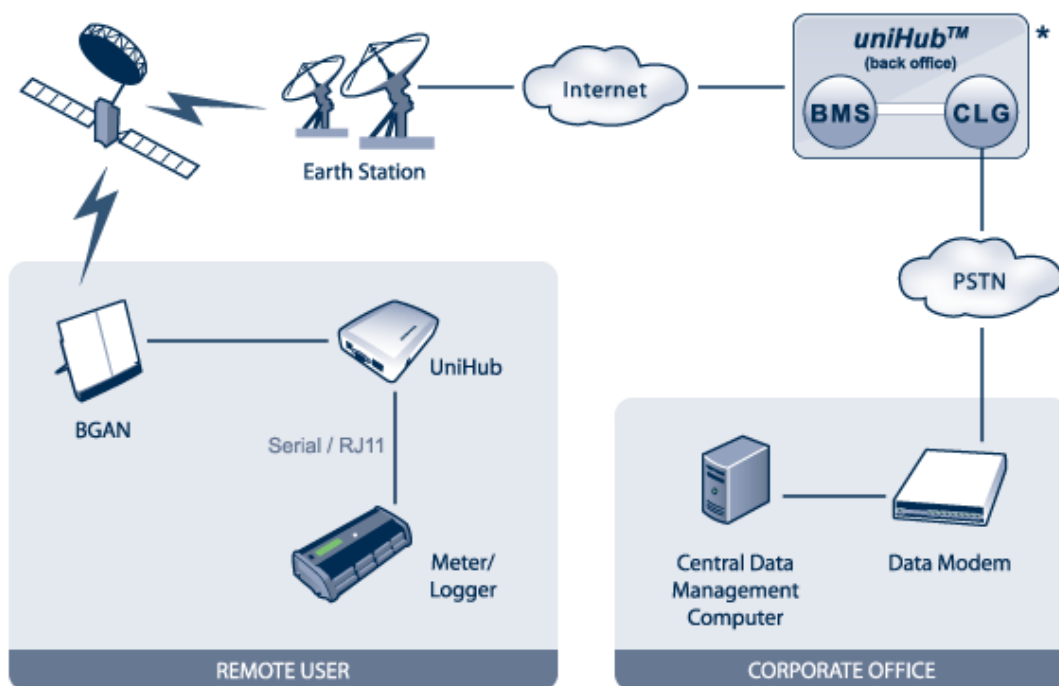 uniHub™
(back office)
*
BMS
CLG
Internet
Earth Station
PSTN
UniHub
BGAN
Serial / RJ11
Meter/
Logger
Central Data
Management
Computer
Data Modem
REMOTE USER
CORPORATE OFFICE